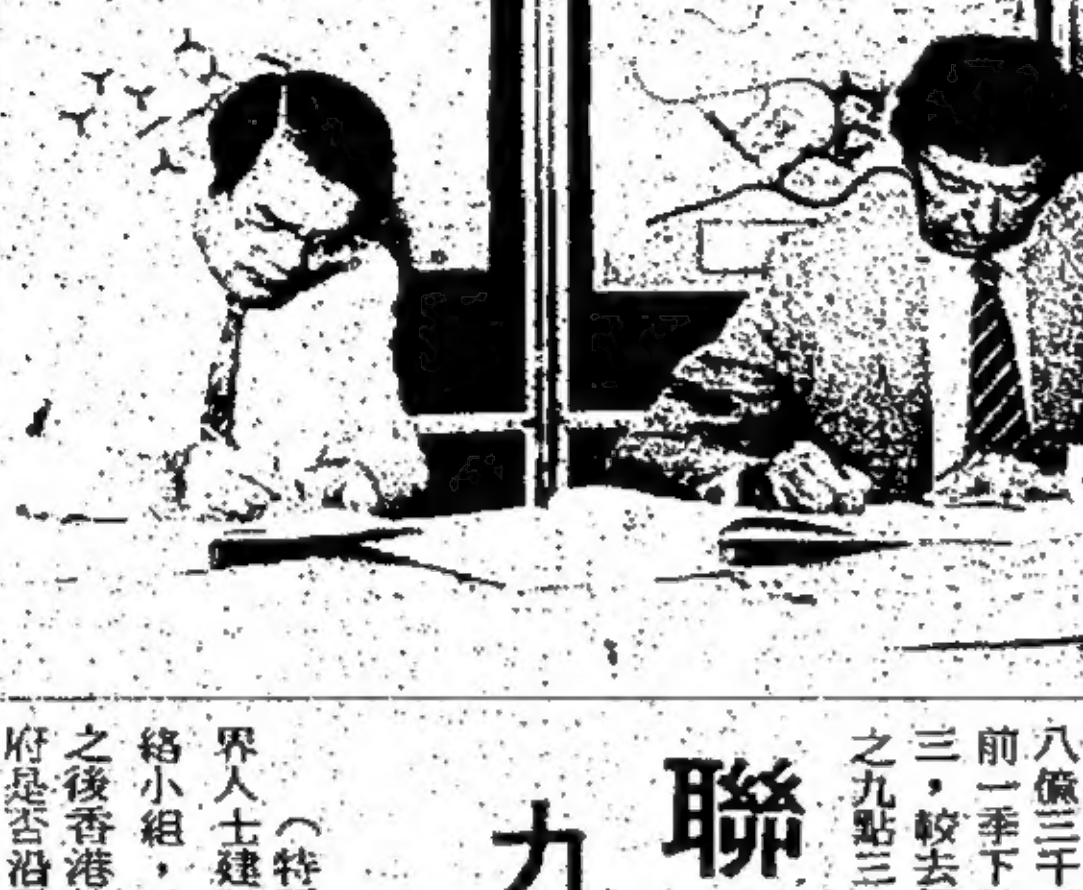 八億三千
前一季下
三，較去
之九點三
聯
（特
界人士建
絡小組，
之後香港
府是否沿